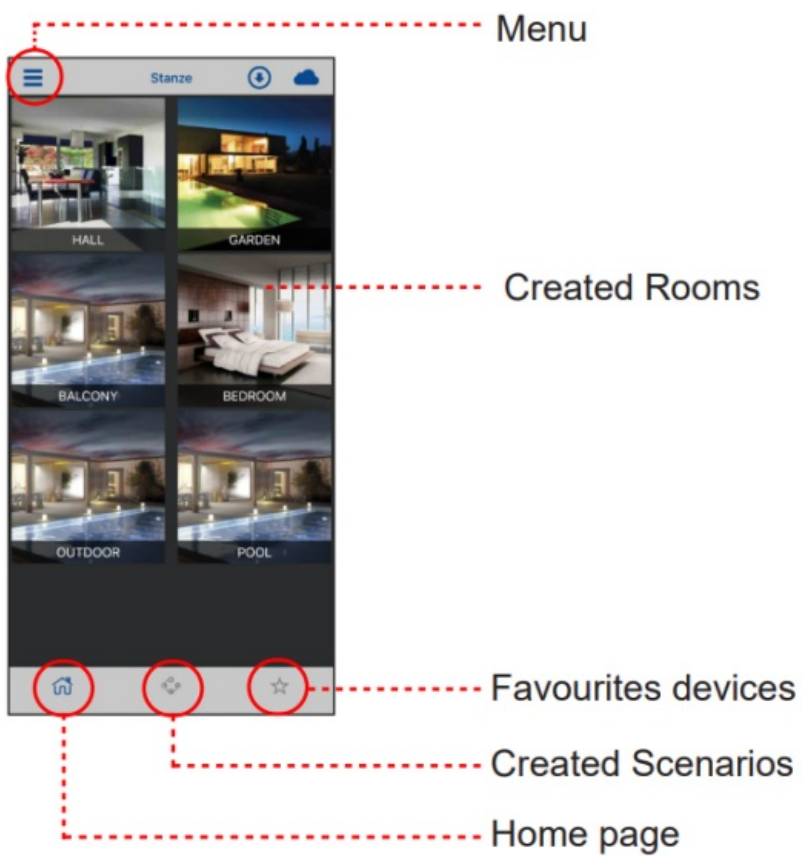 Menu
Stanze
HALL
GARDEN
Created Rooms
BALCONY
BEDROOM
OUTDOOR
POOL
Favourites devices
Created Scenarios
Home page